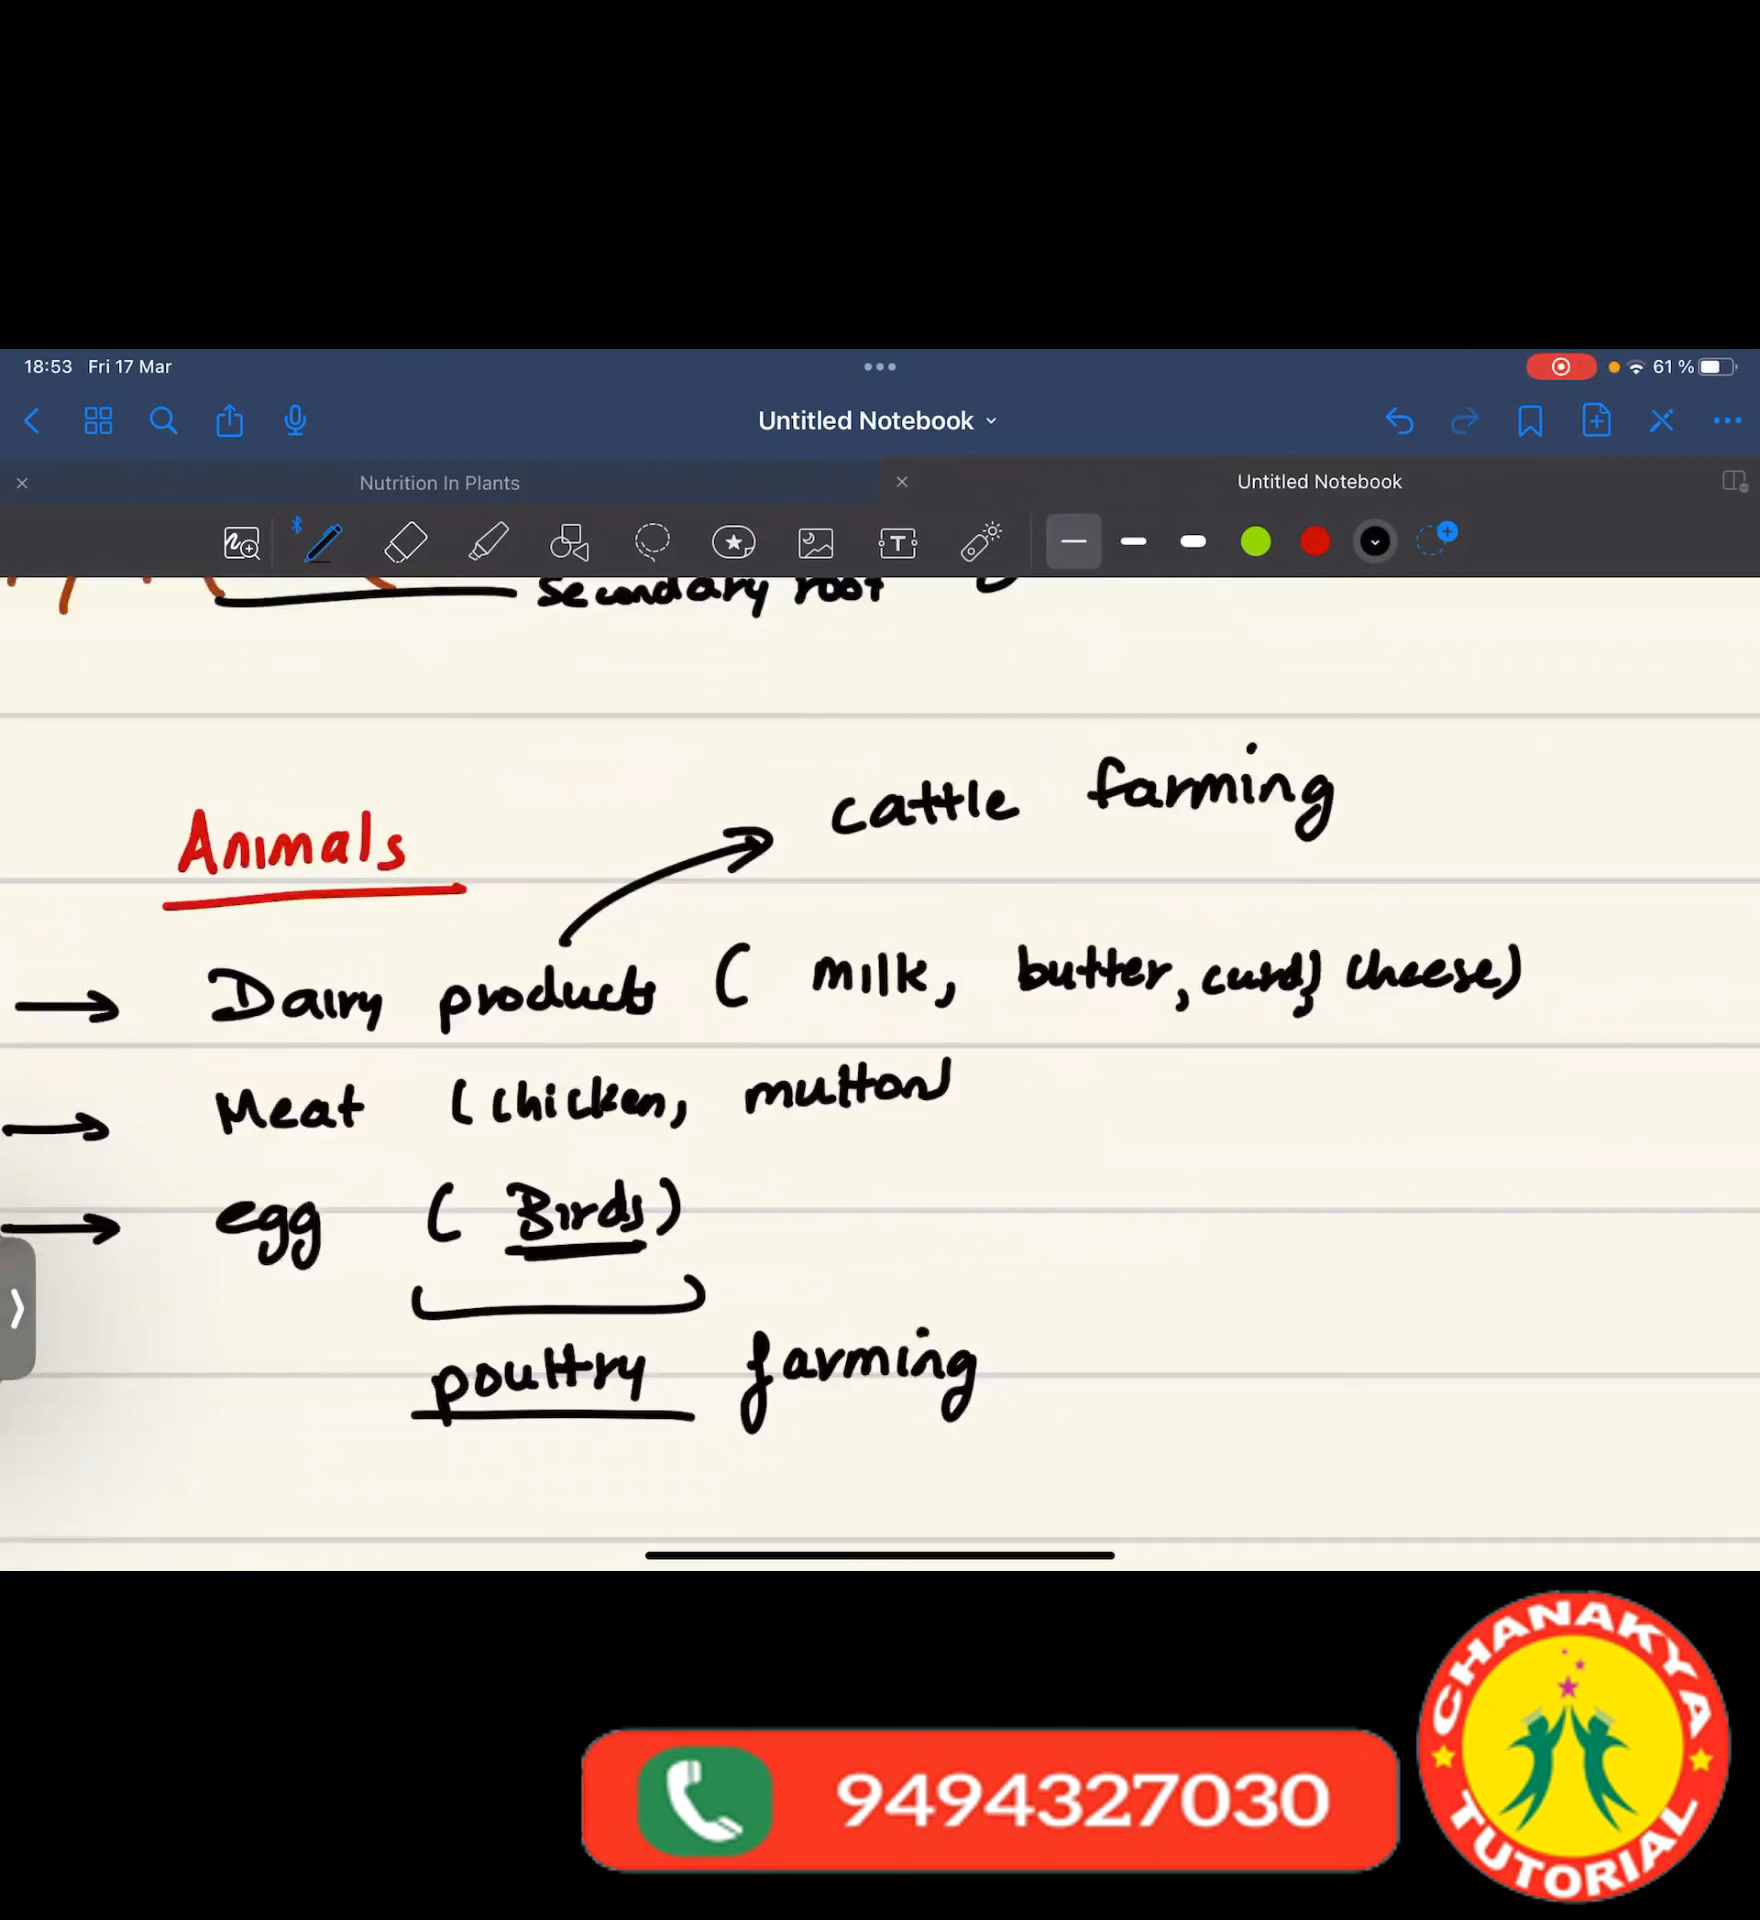 18:53 Fri 17 Mar
61 %
Untitled Notebook
Nutrition In Plants
Untitled Notebook
T
secondary root
cattle farming
Animals
Dairy products ( milk, butter, curd, cheese)
Meat (chicken, mutton)
egg ( Birds)
poultry farming
CHANAKYA
9494327030
TUTORIAL